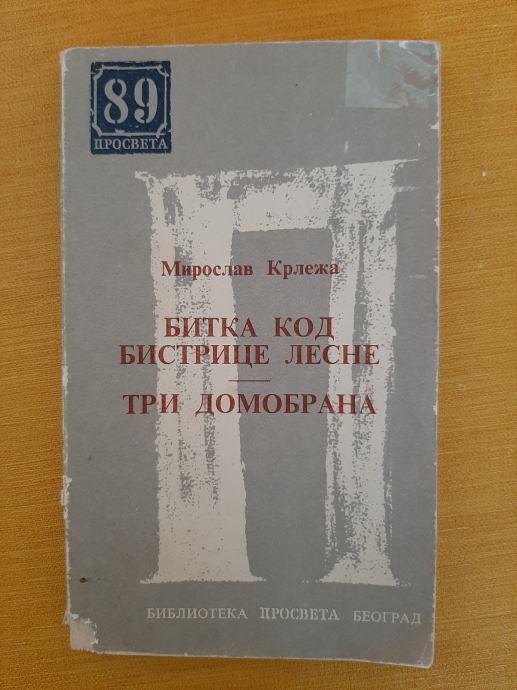 89
ПРОСВЕТА
Мирослав Крлежа
БИТКА КОД
БИСТРИЦЕ ЛЕСНЕ
ТРИ ДОМОБРАНА
БИБЛИОТЕКА ПРОСВЕТА БЕОГРАД